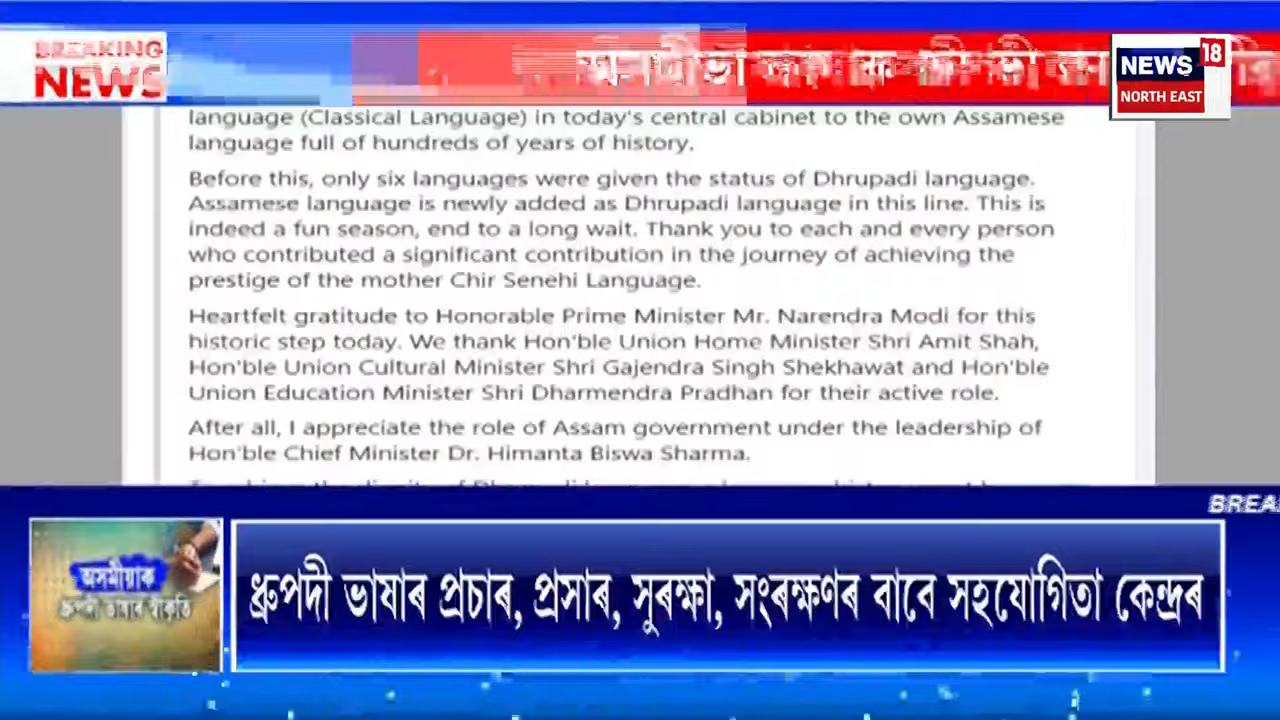 BREAKING
NEWS
NEWS 18
NORTH EAST
language (Classical Language) in today's central cabinet to the own Assamese
language full of hundreds of years of history.
Before this, only six languages were given the status of Dhrupadi language.
Assamese language is newly added as Dhrupadi language in this line. This is
indeed a fun season, end to a long wait. Thank you to each and every person
who contributed a significant contribution in the journey of achieving the
prestige of the mother Chir Senehi Language.
Heartfelt gratitude to Honorable Prime Minister Mr. Narendra Modi for this
historic step today. We thank Hon'ble Union Home Minister Shri Amit Shah,
Hon'ble Union Cultural Minister Shri Gajendra Singh Shekhawat and Hon'ble
Union Education Minister Shri Dharmendra Pradhan for their active role.
After all, I appreciate the role of Assam government under the leadership of
Hon'ble Chief Minister Dr. Himanta Biswa Sharma.
BREA
অসমীয়াক
ধ্ৰুপদী ভাষাৰ প্ৰচাৰ, প্ৰসাৰ, সুৰক্ষা, সংৰক্ষণৰ বাবে সহযোগিতা কেন্দ্ৰৰ